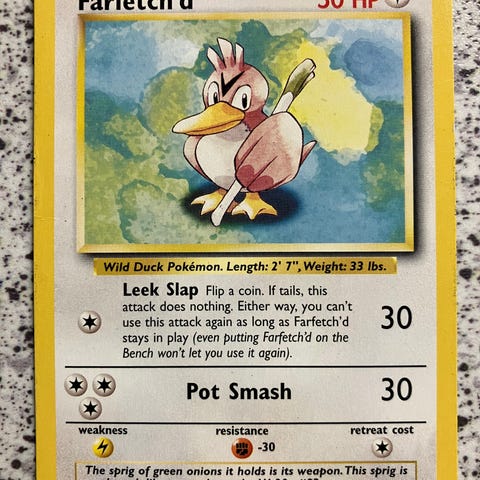 Farfetch'd 50 HP
Wild Duck Pokémon. Length: 2' 7", Weight: 33 lbs.
Leek Slap Flip a coin. If tails, this
attack does nothing. Either way, you can't
use this attack again as long as Farfetch'd
stays in play (even putting Farfetch'd on the
Bench won't let you use it again).
30
Pot Smash 30
weakness resistance retreat cost
-30
The sprig of green onions it holds is its weapon. This sprig is